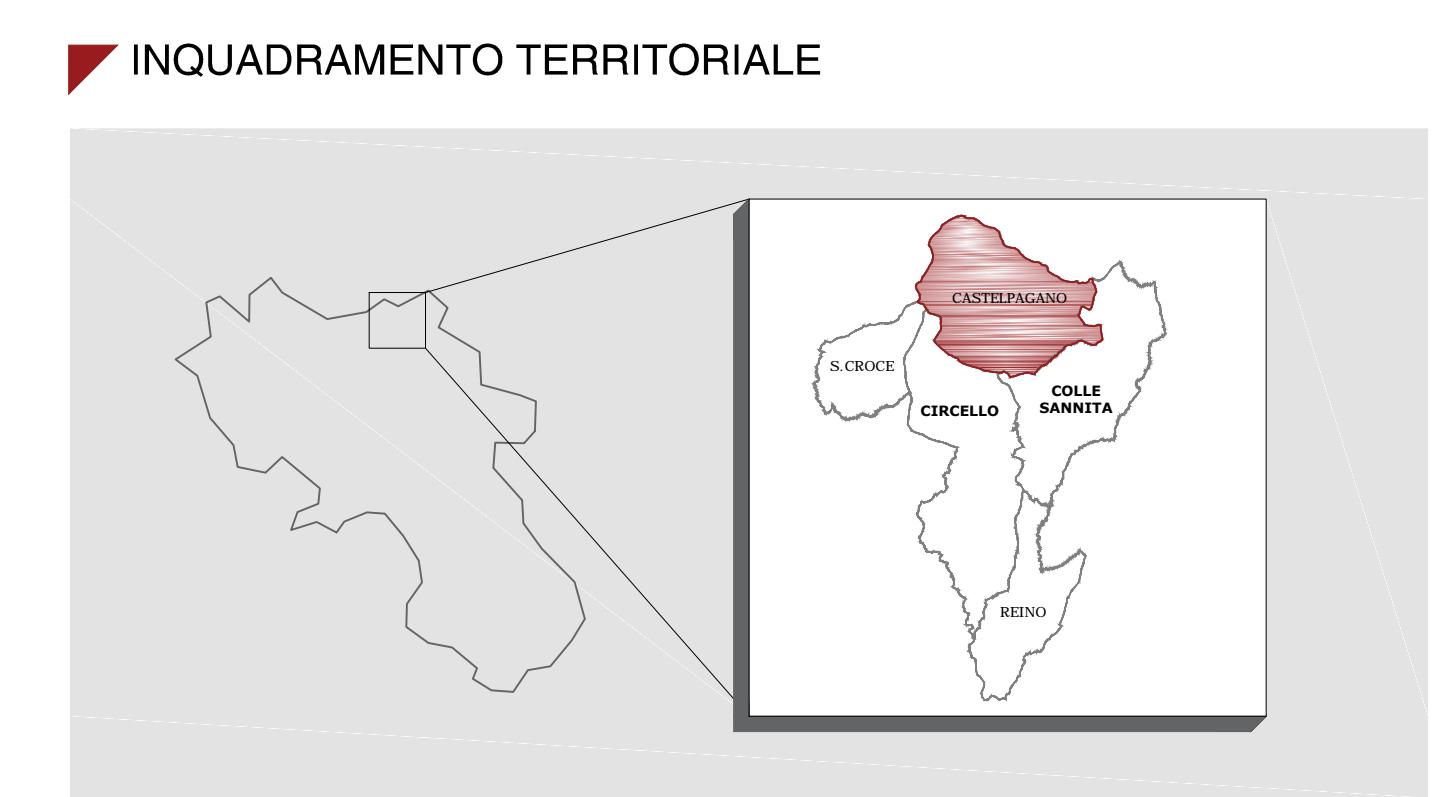 INQUADRAMENTO TERRITORIALE
CASTELPAGANO
S.CROCE
CIRCELLO
COLLE
SANNITA
REINO